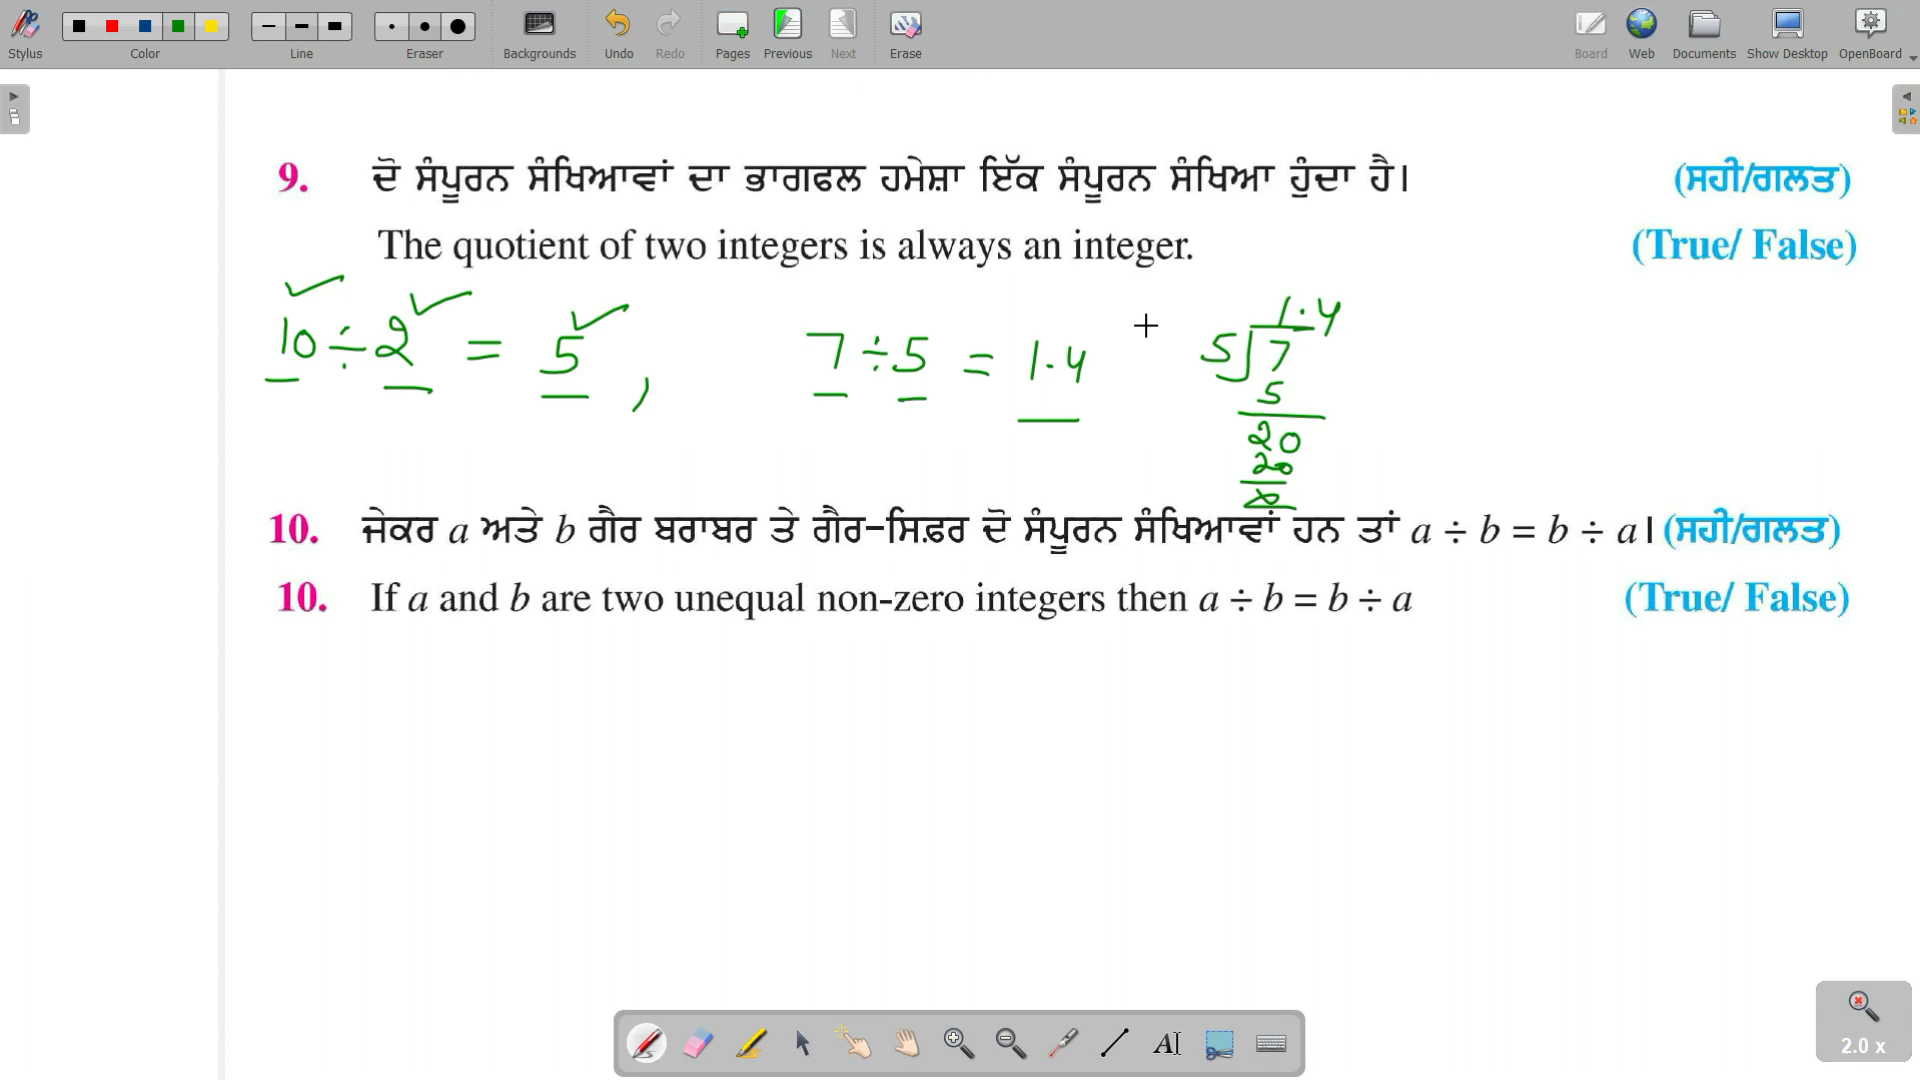 Stylus Color Line Eraser Backgrounds Undo Redo Pages Previous Next Erase Board Web Documents Show Desktop OpenBoard
9. ਦੋ ਸੰਪੂਰਨ ਸੰਖਿਆਵਾਂ ਦਾ ਭਾਗਫਲ ਹਮੇਸ਼ਾ ਇੱਕ ਸੰਪੂਰਨ ਸੰਖਿਆ ਹੁੰਦਾ ਹੈ। (ਸਹੀ/ਗਲਤ)
The quotient of two integers is always an integer. (True/ False)
10 ÷ 2 = 5 , 7 ÷ 5 = 1.4
1.4
5 7
5
20
20
0
10. ਜੇਕਰ a ਅਤੇ b ਗੈਰ ਬਰਾਬਰ ਤੇ ਗੈਰ-ਸਿਫ਼ਰ ਦੋ ਸੰਪੂਰਨ ਸੰਖਿਆਵਾਂ ਹਨ ਤਾਂ a ÷ b = b ÷ a। (ਸਹੀ/ਗਲਤ)
10. If a and b are two unequal non-zero integers then a ÷ b = b ÷ a (True/ False)
AI
2.0 x